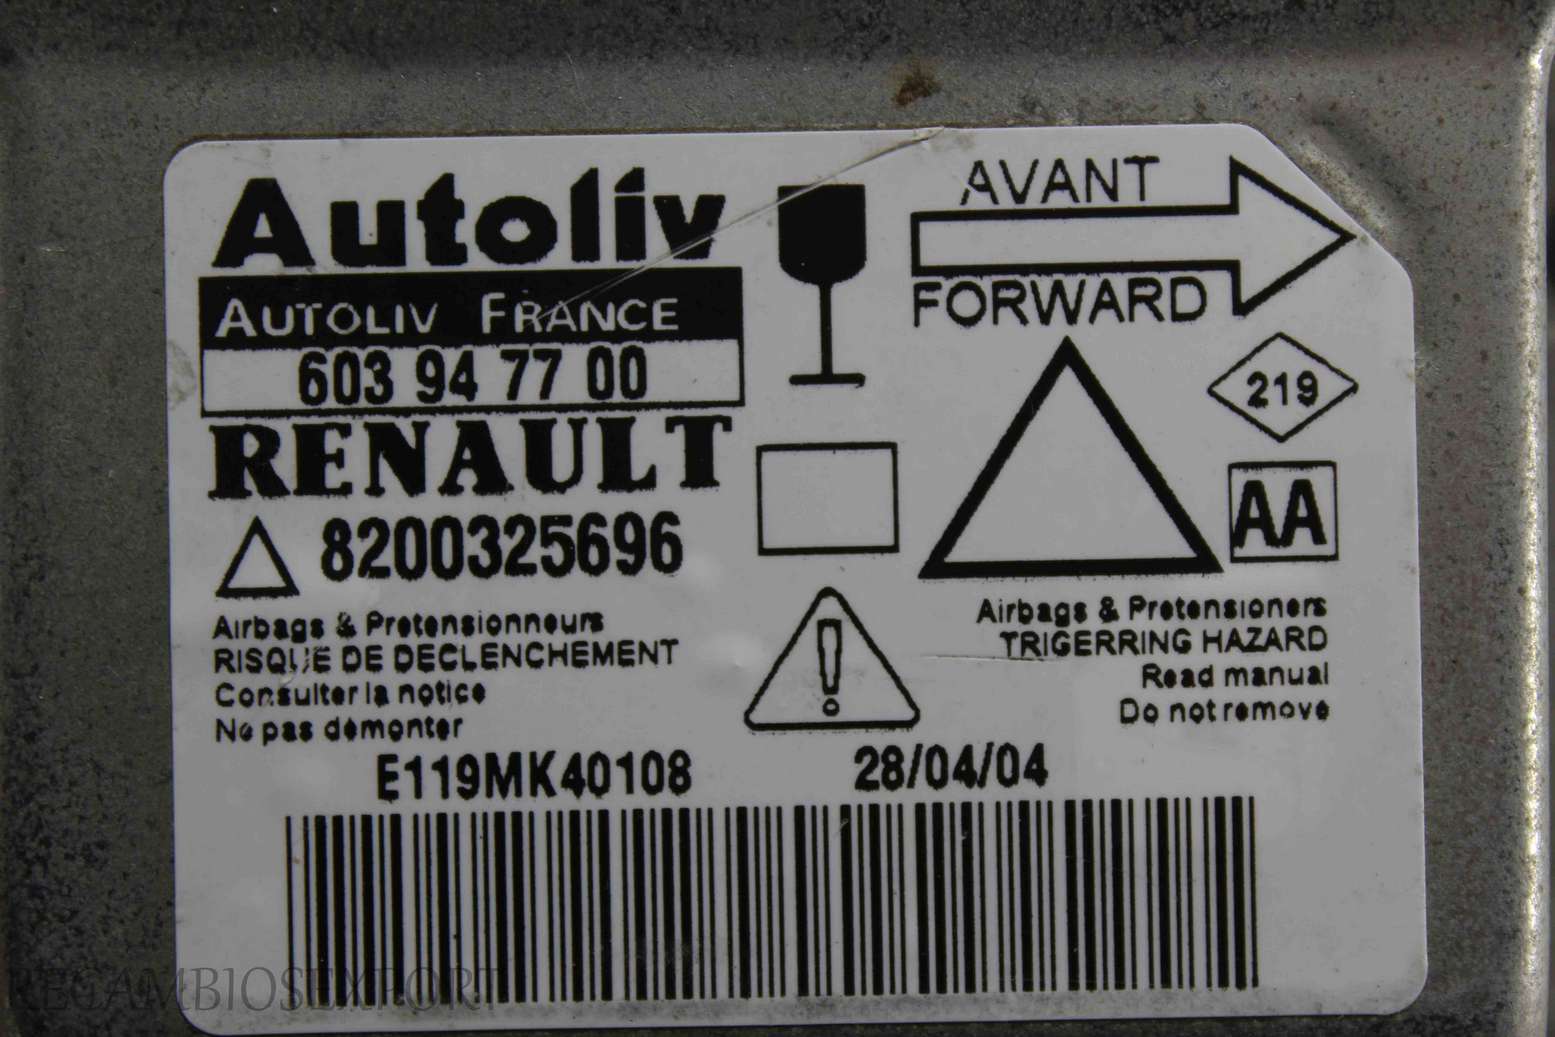 Autoliv
AUTOLIV FRANCE
603 94 77 00
RENAULT
8200325696
Airbags & Pretensionneurs
RISQUE DE DECLENCHEMENT
Consulter la notice
Ne pas démonter
AVANT
FORWARD
219
AA
Airbags & Pretensioners
TRIGERRING HAZARD
Read manual
Do not remove
E119MK40108
28/04/04
RECAMBIOSEXPORT